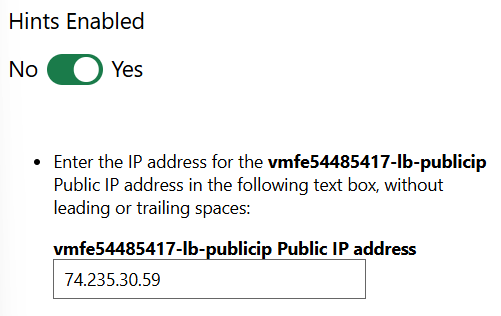 Hints Enabled
No Yes
• Enter the IP address for the vmfe54485417-lb-publicip
Public IP address in the following text box, without
leading or trailing spaces:
vmfe54485417-lb-publicip Public IP address
74.235.30.59